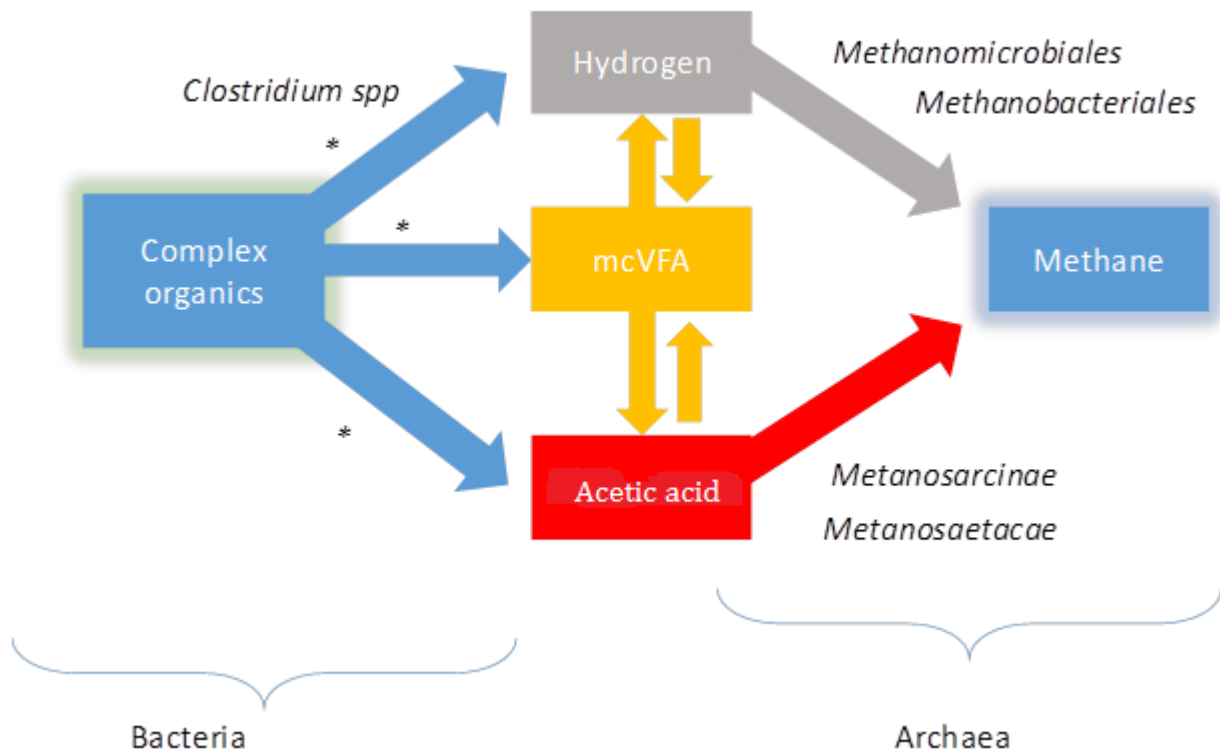 Hydrogen
Methanomicrobiales
Methanobacteriales
Clostridium spp
*
*
Complex
organics
mcVFA
Methane
*
Acetic acid
Metanosarcinae
Metanosaetacae
Bacteria
Archaea